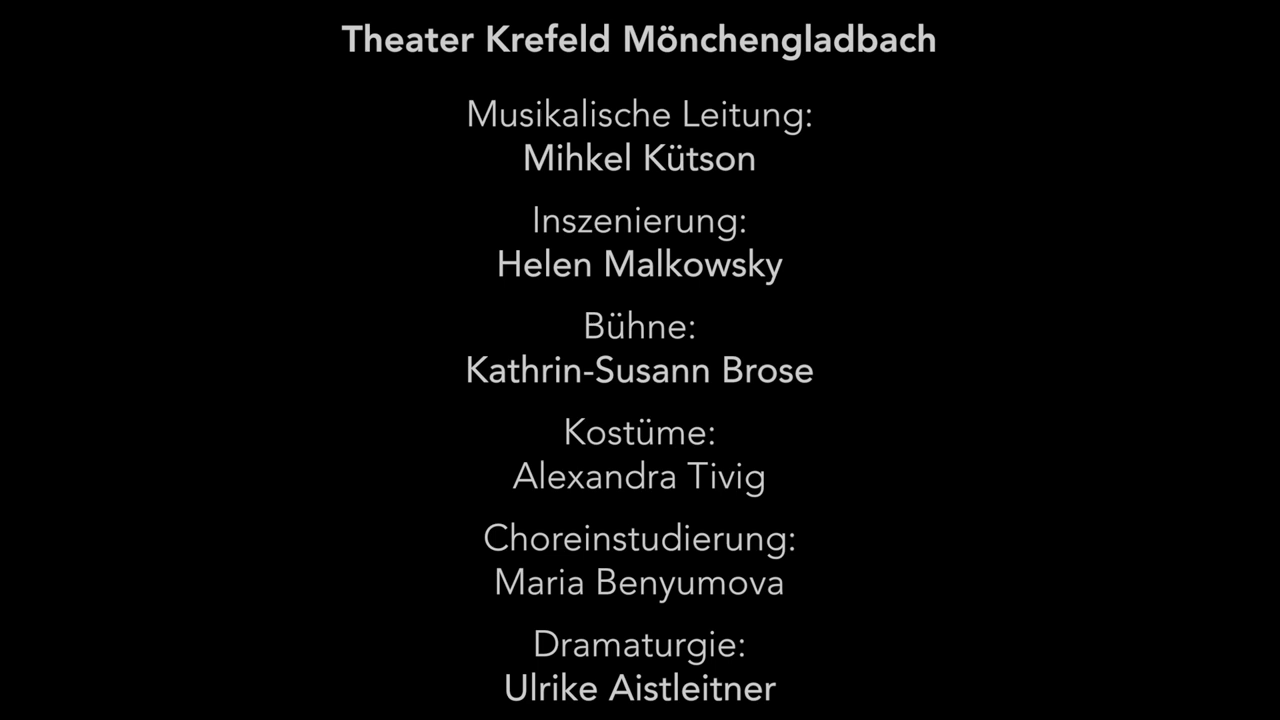 Theater Krefeld Mönchengladbach
Musikalische Leitung:
Mihkel Kütson
Inszenierung:
Helen Malkowsky
Bühne:
Kathrin-Susann Brose
Kostüme:
Alexandra Tivig
Choreinstudierung:
Maria Benyumova
Dramaturgie:
Ulrike Aistleitner